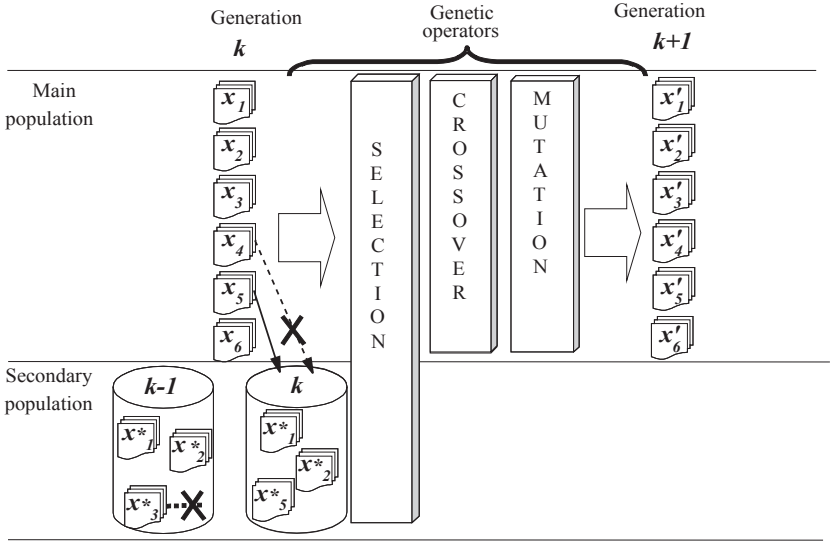 Generation
k
Genetic
operators
Generation
k+1
Main
population
x1
x2
x3
x4
x5
x6
SELECTION
CROSSOVER
MUTATION
x'1
x'2
x'3
x'4
x'5
x'6
Secondary
population
k-1
x*1
x*2
x*3
k
x*1
x*2
x*5